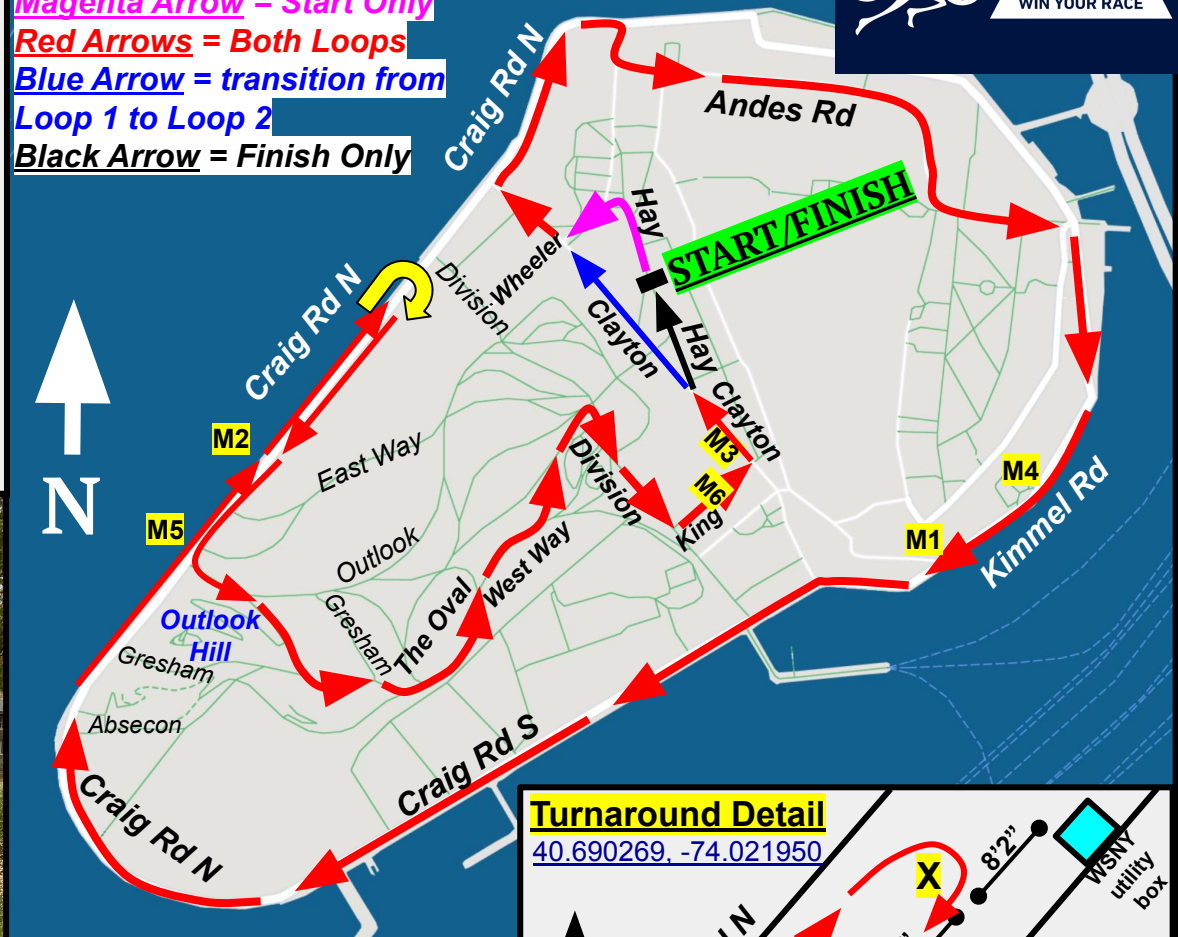 Magenta Arrow = Start Only
Red Arrows = Both Loops
Blue Arrow = transition from
Loop 1 to Loop 2
Black Arrow = Finish Only
WIN YOUR RACE
Craig Rd N
Andes Rd
Hay
START/FINISH
Wheeler
Division
Craig Rd N
Clayton
Hay
Clayton
M2
East Way
M3
Division
M6
King
M4
Kimmel Rd
M1
N
M5
Outlook
West Way
The Oval
Gresham
Outlook
Hill
Gresham
Absecon
Craig Rd S
Craig Rd N
Turnaround Detail
40.690269, -74.021950
X
8'2"
WSNY
utility
box
N